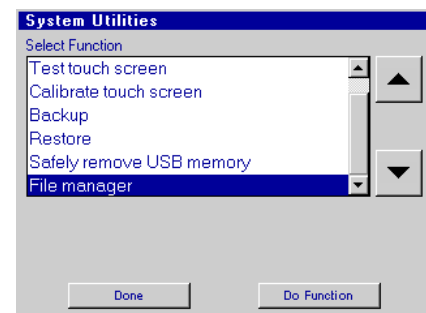 System Utilities
Select Function
Test touch screen
Calibrate touch screen
Backup
Restore
Safely remove USB memory
File manager
Done
Do Function